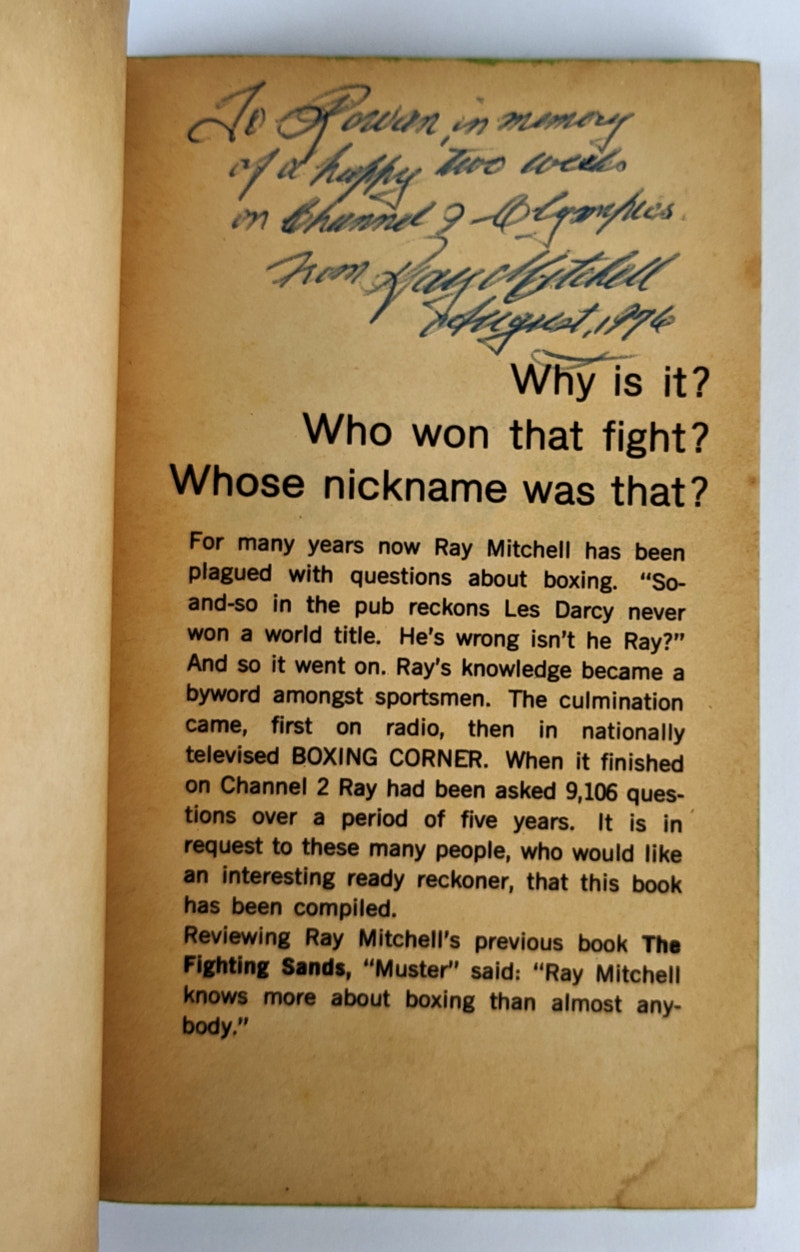 To Rowan, in memory
of a happy two weeks
on Channel 9 - Olympics.
From Ray Mitchell
August, 1976
Why is it?
Who won that fight?
Whose nickname was that?
For many years now Ray Mitchell has been
plagued with questions about boxing. "So-
and-so in the pub reckons Les Darcy never
won a world title. He's wrong isn't he Ray?"
And so it went on. Ray's knowledge became a
byword amongst sportsmen. The culmination
came, first on radio, then in nationally
televised BOXING CORNER. When it finished
on Channel 2 Ray had been asked 9,106 ques-
tions over a period of five years. It is in
request to these many people, who would like
an interesting ready reckoner, that this book
has been compiled.
Reviewing Ray Mitchell's previous book The
Fighting Sands, "Muster" said: "Ray Mitchell
knows more about boxing than almost any-
body."